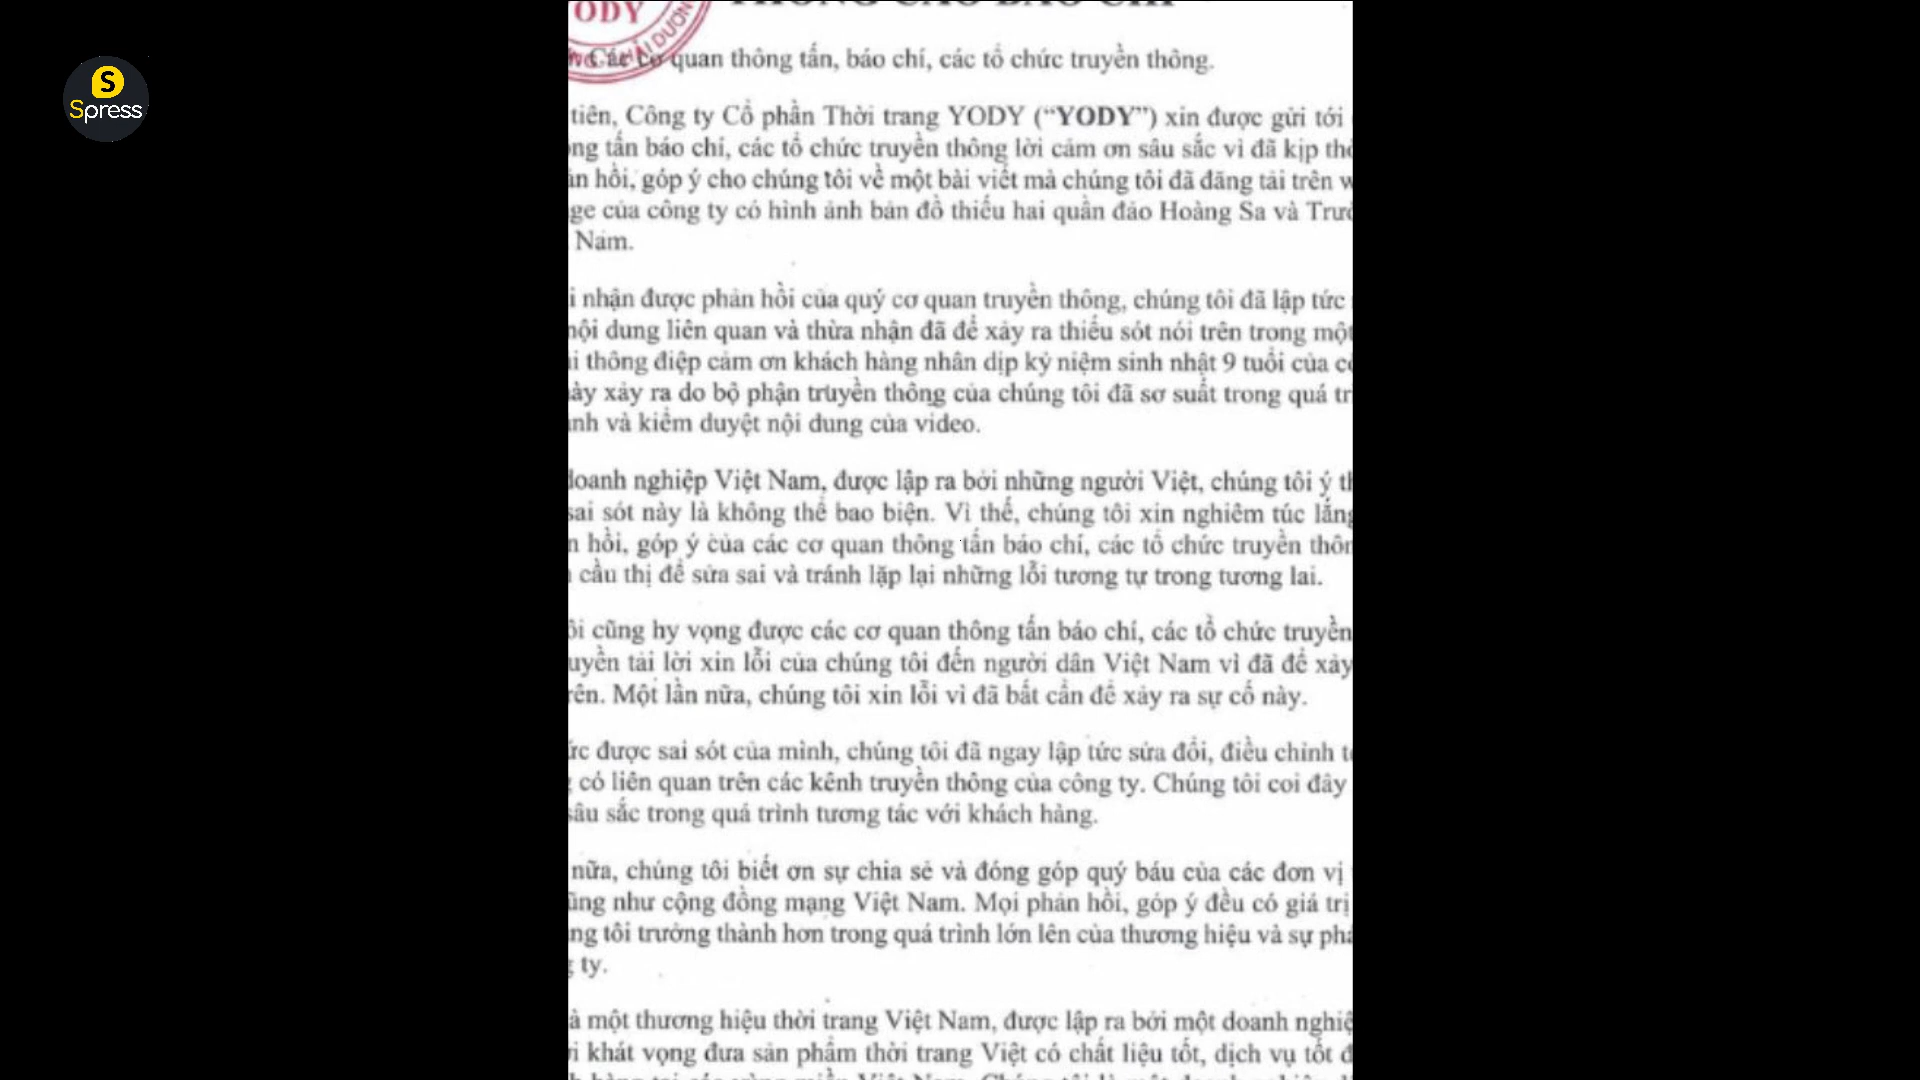 S
Spress
THÔNG CÁO BÁO CHÍ
ODY
Các cơ quan thông tấn, báo chí, các tổ chức truyền thông.
tiên, Công ty Cổ phần Thời trang YODY (“YODY”) xin được gửi tới
tấn báo chí, các tổ chức truyền thông lời cảm ơn sâu sắc vì đã kịp
hồi, góp ý cho chúng tôi về một bài viết mà chúng tôi đã đăng tải trên
của công ty có hình ảnh bản đồ thiếu hai quần đảo Hoàng Sa và
Nam.
nhận được phản hồi của quý cơ quan truyền thông, chúng tôi đã lập tức
nội dung liên quan và thừa nhận đã để xảy ra thiếu sót nói trên trong một
thông điệp cảm ơn khách hàng nhân dịp kỷ niệm sinh nhật 9 tuổi của
xảy ra do bộ phận truyền thông của chúng tôi đã sơ suất trong quá
và kiểm duyệt nội dung của video.
doanh nghiệp Việt Nam, được lập ra bởi những người Việt, chúng tôi ý
sai sót này là không thể bao biện. Vì thế, chúng tôi xin nghiêm túc
hồi, góp ý của các cơ quan thông tấn báo chí, các tổ chức truyền
cầu thị để sửa sai và tránh lặp lại những lỗi tương tự trong tương lai.
cũng hy vọng được các cơ quan thông tấn báo chí, các tổ chức truyền
tải lời xin lỗi của chúng tôi đến người dân Việt Nam vì đã để xảy
Một lần nữa, chúng tôi xin lỗi vì đã bất cẩn để xảy ra sự cố này.
được sai sót của mình, chúng tôi đã ngay lập tức sửa đổi, điều chỉnh
có liên quan trên các kênh truyền thông của công ty. Chúng tôi coi đây
sâu sắc trong quá trình tương tác với khách hàng.
nữa, chúng tôi biết ơn sự chia sẻ và đóng góp quý báu của các đơn vị
như cộng đồng mạng Việt Nam. Mọi phản hồi, góp ý đều có giá trị
tôi trưởng thành hơn trong quá trình lớn lên của thương hiệu và sự
ty.
một thương hiệu thời trang Việt Nam, được lập ra bởi một doanh
khát vọng đưa sản phẩm thời trang Việt có chất liệu tốt, dịch vụ tốt